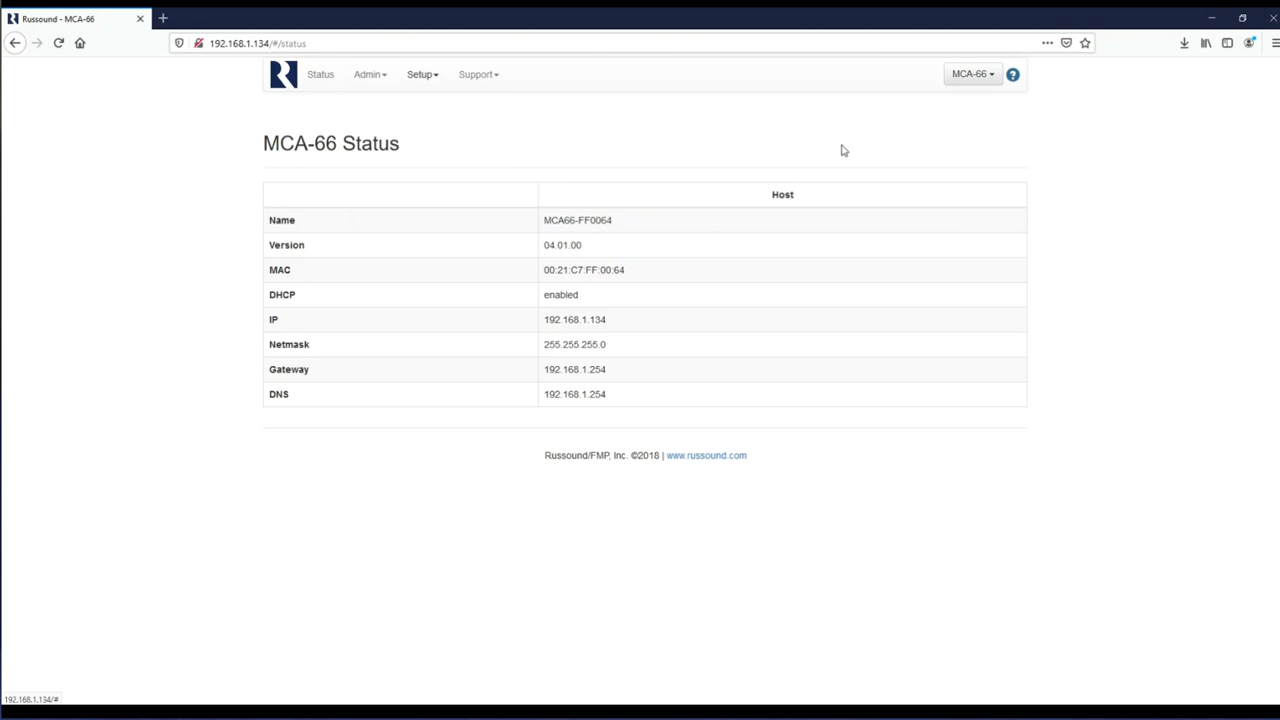 Russound - MCA-66
192.168.1.134/#/status
Status Admin Setup Support MCA-66 ?
MCA-66 Status
Host
Name MCA66-FF0064
Version 04.01.00
MAC 00:21:C7:FF:00:64
DHCP enabled
IP 192.168.1.134
Netmask 255.255.255.0
Gateway 192.168.1.254
DNS 192.168.1.254
Russound/FMP, Inc. ©2018 | www.russound.com
192.168.1.134/#